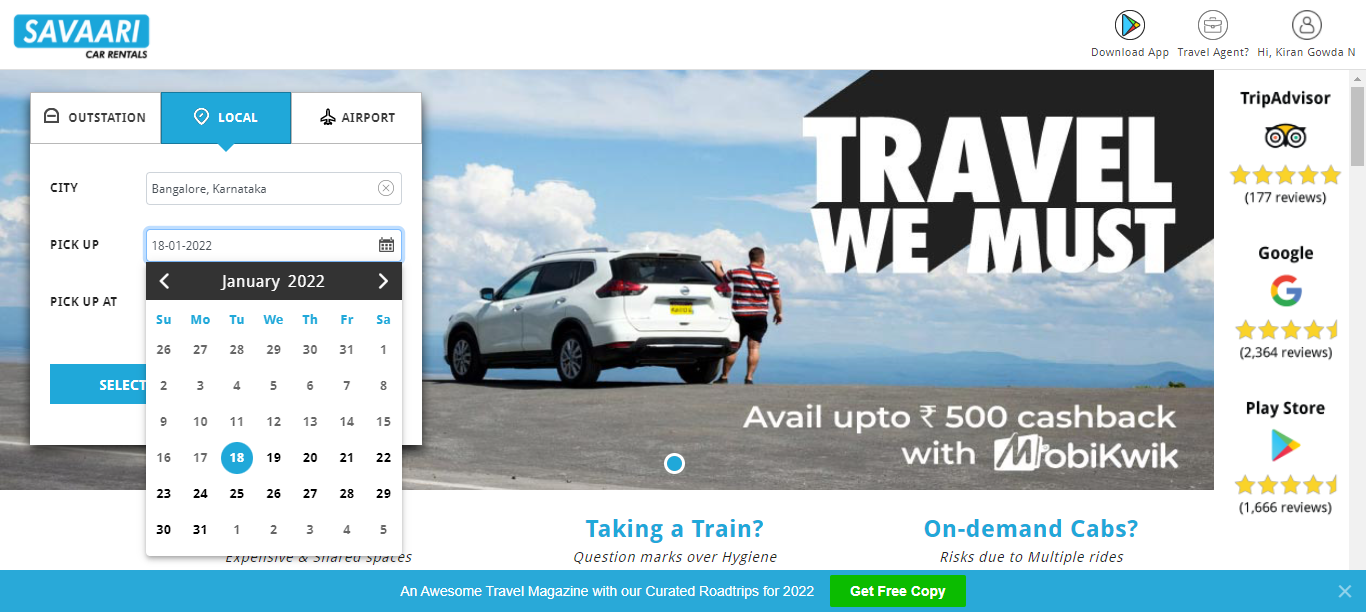 SAVAARI
CAR RENTALS
Download App
Travel Agent?
Hi, Kiran Gowda N
OUTSTATION
LOCAL
AIRPORT
CITY
Bangalore, Karnataka
PICK UP
18-01-2022
PICK UP AT
January 2022
Su Mo Tu We Th Fr Sa
26 27 28 29 30 31 1
2 3 4 5 6 7 8
9 10 11 12 13 14 15
16 17 18 19 20 21 22
23 24 25 26 27 28 29
30 31 1 2 3 4 5
SELECT
TRAVEL
WE MUST
Avail upto ₹ 500 cashback
with MobiKwik
TripAdvisor
(177 reviews)
Google
(2,364 reviews)
Play Store
(1,666 reviews)
Expensive & Shared spaces
Taking a Train?
Question marks over Hygiene
On-demand Cabs?
Risks due to Multiple rides
An Awesome Travel Magazine with our Curated Roadtrips for 2022
Get Free Copy